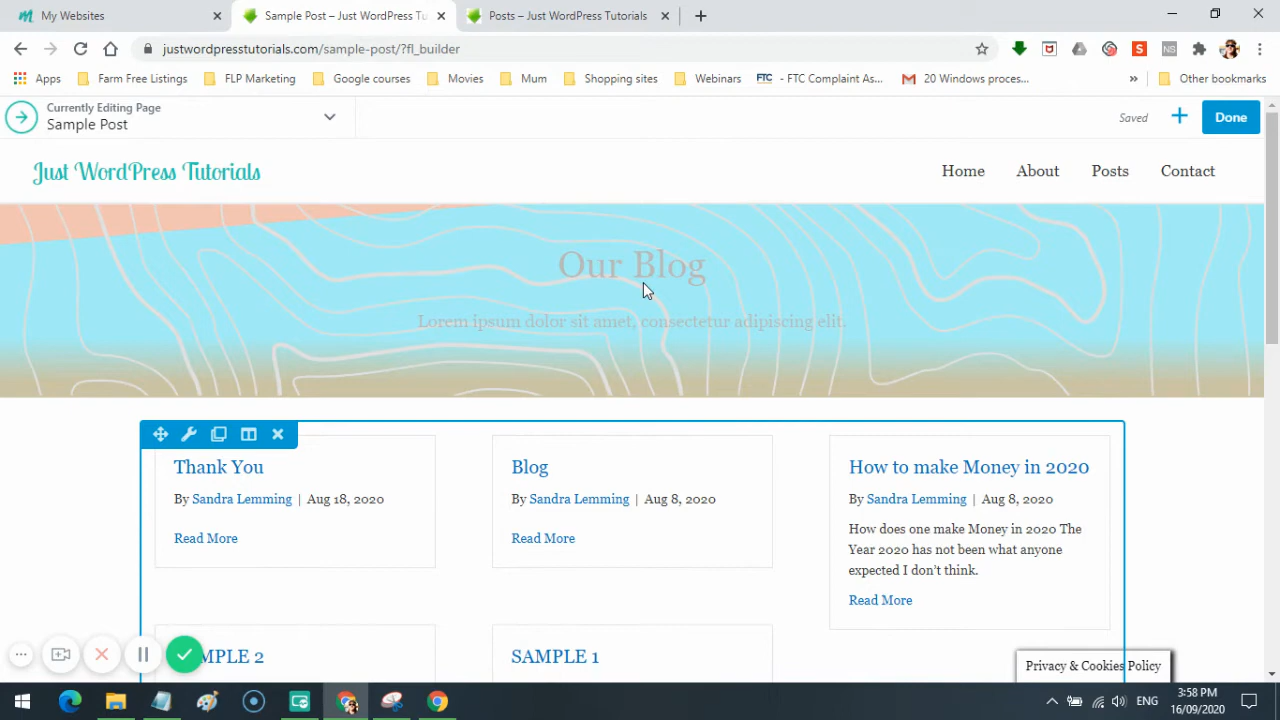 My Websites
Sample Post – Just WordPress Tu
Posts – Just WordPress Tutorials
justwordpresstutorials.com/sample-post/?fl_builder
Apps
Farm Free Listings
FLP Marketing
Google courses
Movies
Mum
Shopping sites
Webinars
FTC - FTC Complaint As...
20 Windows proces...
»
Other bookmarks
Currently Editing Page
Sample Post
Saved
Done
Just WordPress Tutorials
Home
About
Posts
Contact
Our Blog
Lorem ipsum dolor sit amet, consectetur adipiscing elit.
Thank You
By Sandra Lemming | Aug 18, 2020
Read More
Blog
By Sandra Lemming | Aug 8, 2020
Read More
How to make Money in 2020
By Sandra Lemming | Aug 8, 2020
How does one make Money in 2020 The
Year 2020 has not been what anyone
expected I don't think.
Read More
MPLE 2
SAMPLE 1
Privacy & Cookies Policy
ENG
3:58 PM
16/09/2020